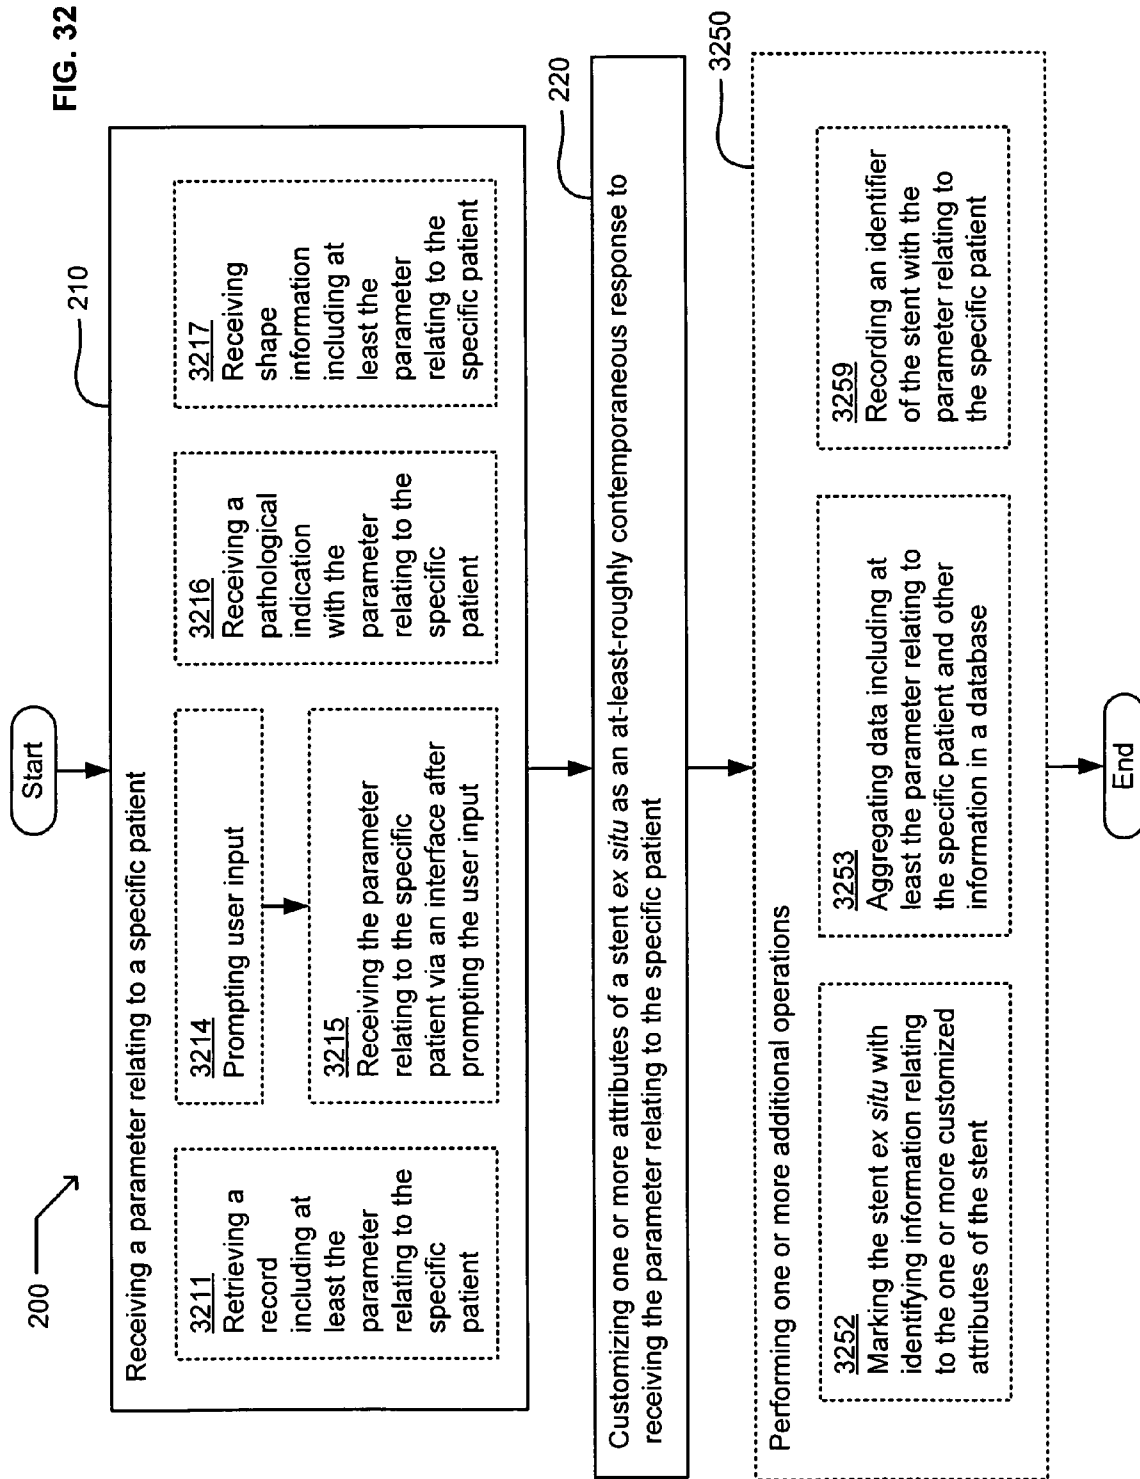 FIG. 32
200
Start
210
Receiving a parameter relating to a specific patient
3211
Retrieving a
record
including at
least the
parameter
relating to the
specific
patient
3214
Prompting user input
3215
Receiving the parameter
relating to the specific
patient via an interface after
prompting the user input
3216
Receiving a
pathological
indication
with the
parameter
relating to the
specific
patient
3217
Receiving
shape
information
including at
least the
parameter
relating to the
specific patient
220
Customizing one or more attributes of a stent ex situ as an at-least-roughly contemporaneous response to
receiving the parameter relating to the specific patient
3250
Performing one or more additional operations
3252
Marking the stent ex situ with
identifying information relating
to the one or more customized
attributes of the stent
3253
Aggregating data including at
least the parameter relating to
the specific patient and other
information in a database
3259
Recording an identifier
of the stent with the
parameter relating to
the specific patient
End